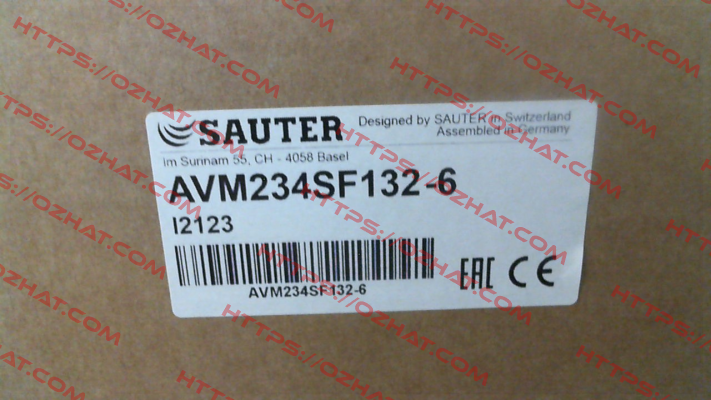 SAUTER
Designed by SAUTER in Switzerland
Assembled in Germany
Im Surinam 55, CH - 4058 Basel
AVM234SF132-6
I2123
AVM234SF132-6
EAC CE
HTTPS://OZHAT.COM